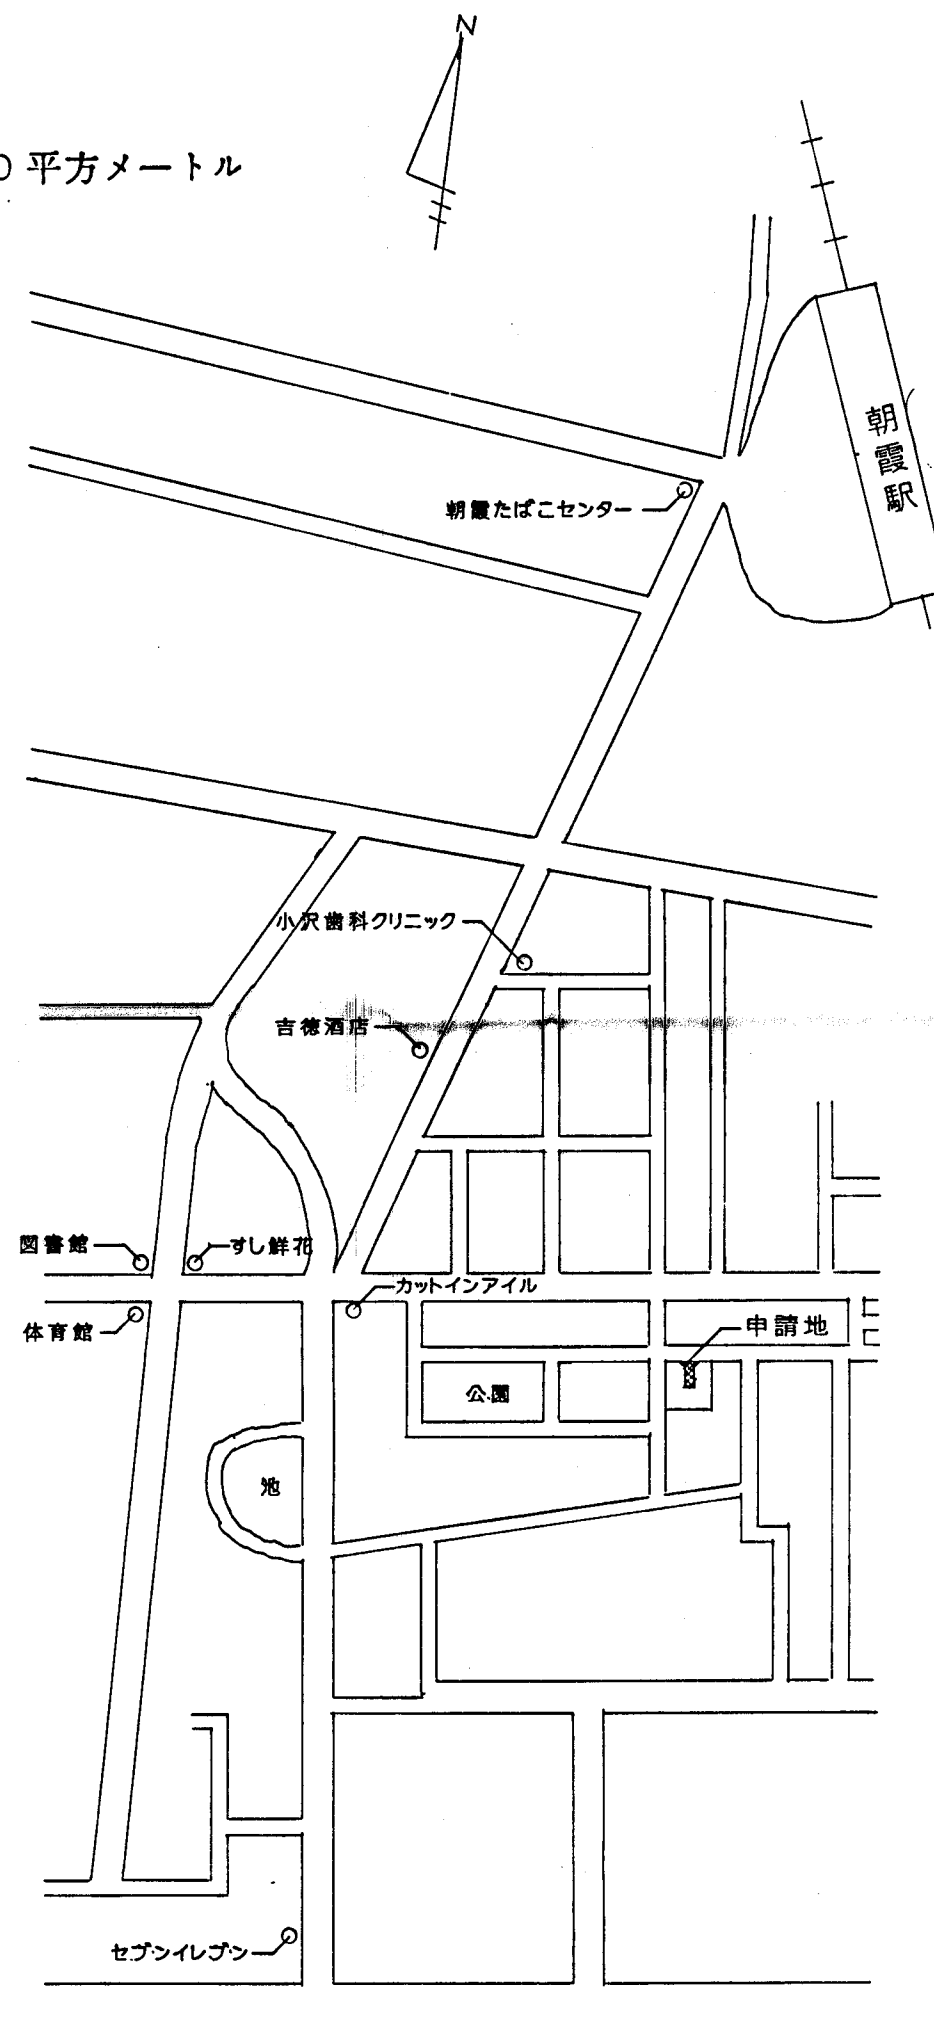 N
平方メートル
朝霞駅
朝霞たばこセンター
小沢歯科クリニック
吉徳酒店
図書館
すし鮮花
カットインアイル
体育館
申請地
公園
池
セブンイレブン